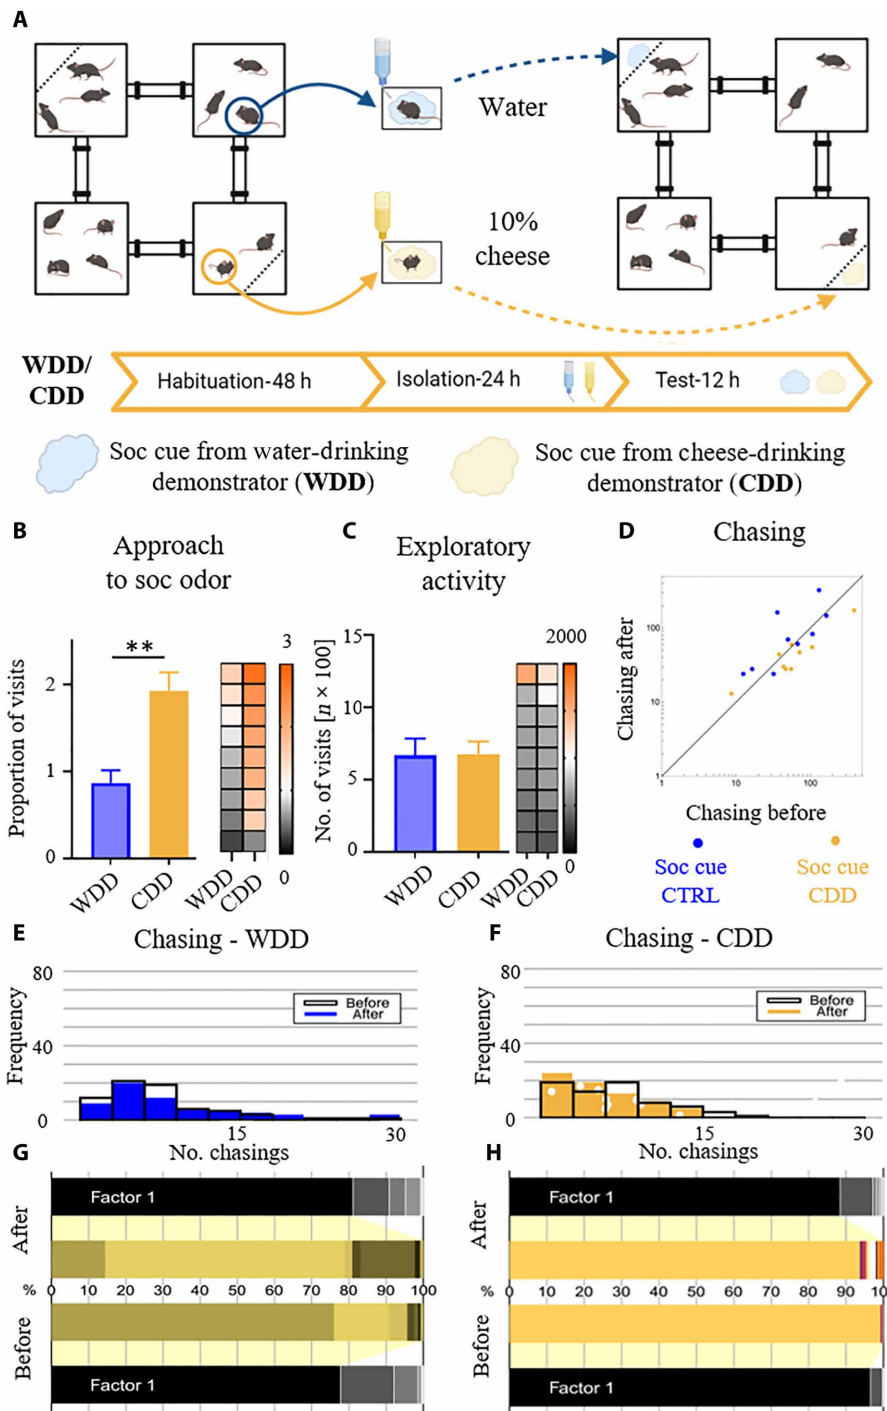 A
Water
10%
cheese
WDD/
CDD
Habituation-48 h
Isolation-24 h
Test-12 h
Soc cue from water-drinking
demonstrator (WDD)
Soc cue from cheese-drinking
demonstrator (CDD)
B
Approach
to soc odor
Proportion of visits
2
1
0
**
WDD
CDD
3
0
WDD
CDD
C
Exploratory
activity
No. of visits [n × 100]
15
10
5
0
WDD
CDD
2000
0
WDD
CDD
D
Chasing
Chasing after
100
10
1
1
10
100
Chasing before
Soc cue
CTRL
Soc cue
CDD
E
Chasing - WDD
Frequency
80
40
0
Before
After
15
30
No. chasings
F
Chasing - CDD
Frequency
80
40
0
Before
After
15
30
No. chasings
G
After
Factor 1
% 0 10 20 30 40 50 60 70 80 90 100
Before
Factor 1
H
After
Factor 1
% 0 10 20 30 40 50 60 70 80 90 10
Before
Factor 1